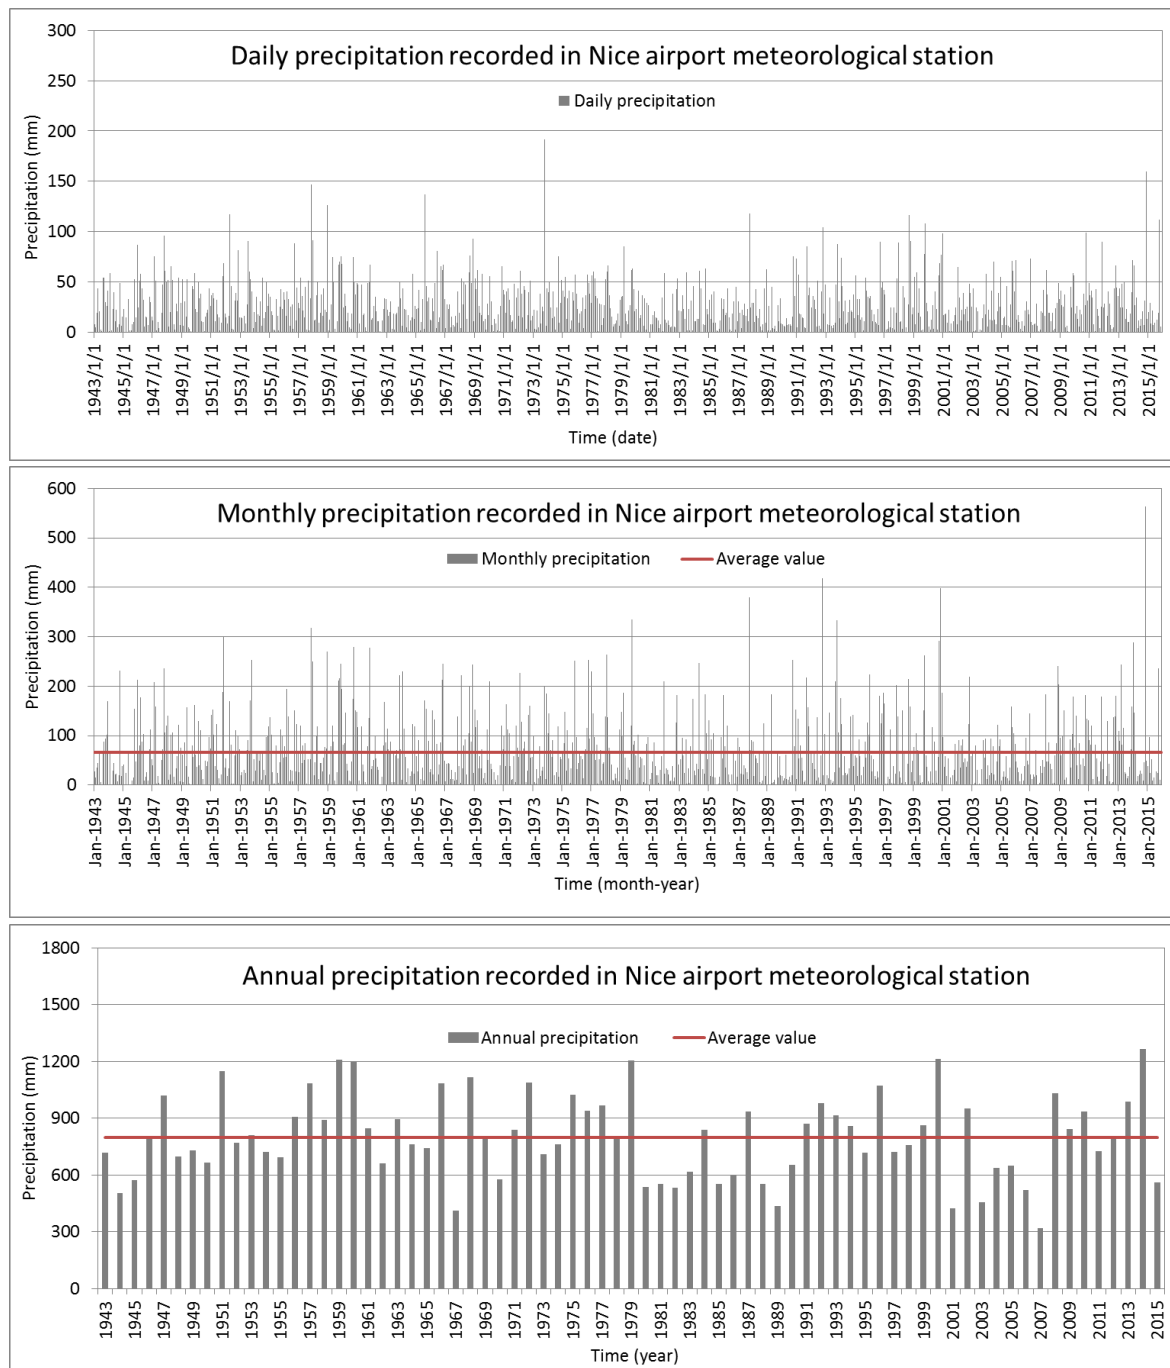 Daily precipitation recorded in Nice airport meteorological station
Daily precipitation
300
250
200
150
100
50
0
Precipitation (mm)
1943/1/1
1945/1/1
1947/1/1
1949/1/1
1951/1/1
1953/1/1
1955/1/1
1957/1/1
1959/1/1
1961/1/1
1963/1/1
1965/1/1
1967/1/1
1969/1/1
1971/1/1
1973/1/1
1975/1/1
1977/1/1
1979/1/1
1981/1/1
1983/1/1
1985/1/1
1987/1/1
1989/1/1
1991/1/1
1993/1/1
1995/1/1
1997/1/1
1999/1/1
2001/1/1
2003/1/1
2005/1/1
2007/1/1
2009/1/1
2011/1/1
2013/1/1
2015/1/1
Time (date)
Monthly precipitation recorded in Nice airport meteorological station
Monthly precipitation
Average value
600
500
400
300
200
100
0
Precipitation (mm)
Jan-1943
Jan-1945
Jan-1947
Jan-1949
Jan-1951
Jan-1953
Jan-1955
Jan-1957
Jan-1959
Jan-1961
Jan-1963
Jan-1965
Jan-1967
Jan-1969
Jan-1971
Jan-1973
Jan-1975
Jan-1977
Jan-1979
Jan-1981
Jan-1983
Jan-1985
Jan-1987
Jan-1989
Jan-1991
Jan-1993
Jan-1995
Jan-1997
Jan-1999
Jan-2001
Jan-2003
Jan-2005
Jan-2007
Jan-2009
Jan-2011
Jan-2013
Jan-2015
Time (month-year)
Annual precipitation recorded in Nice airport meteorological station
Annual precipitation
Average value
1800
1500
1200
900
600
300
0
Precipitation (mm)
1943
1945
1947
1949
1951
1953
1955
1957
1959
1961
1963
1965
1967
1969
1971
1973
1975
1977
1979
1981
1983
1985
1987
1989
1991
1993
1995
1997
1999
2001
2003
2005
2007
2009
2011
2013
2015
Time (year)